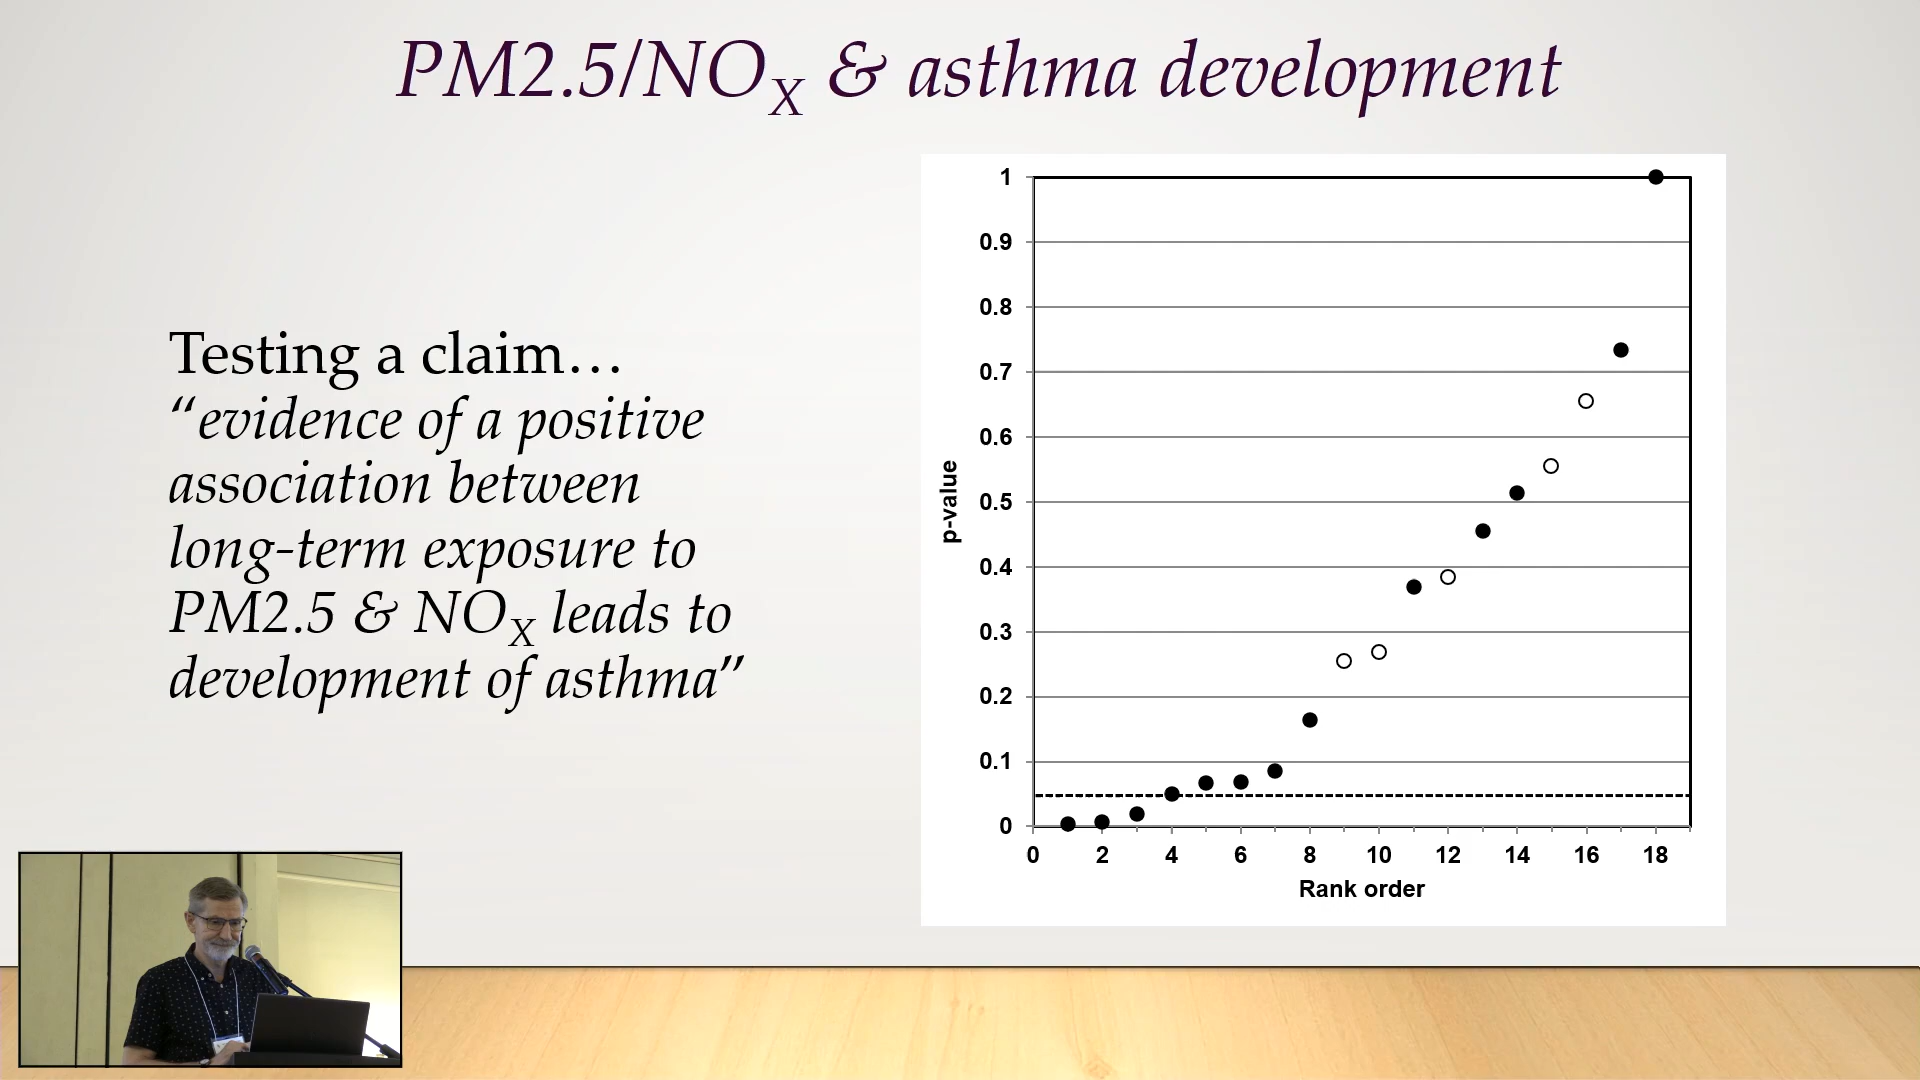 PM2.5/NOX & asthma development
Testing a claim…
“evidence of a positive
association between
long-term exposure to
PM2.5 & NOX leads to
development of asthma”
1
0.9
0.8
0.7
0.6
0.5
0.4
0.3
0.2
0.1
0
p-value
0 2 4 6 8 10 12 14 16 18
Rank order